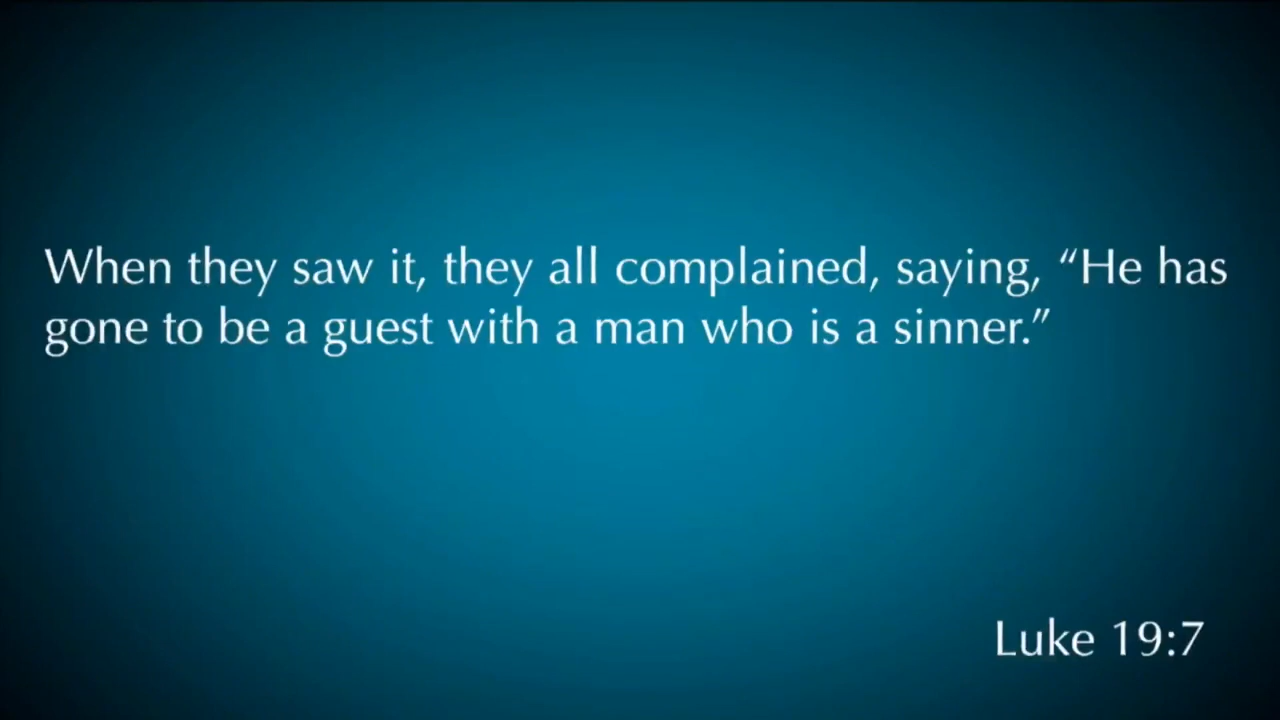 When they saw it, they all complained, saying, “He has
gone to be a guest with a man who is a sinner.”
Luke 19:7